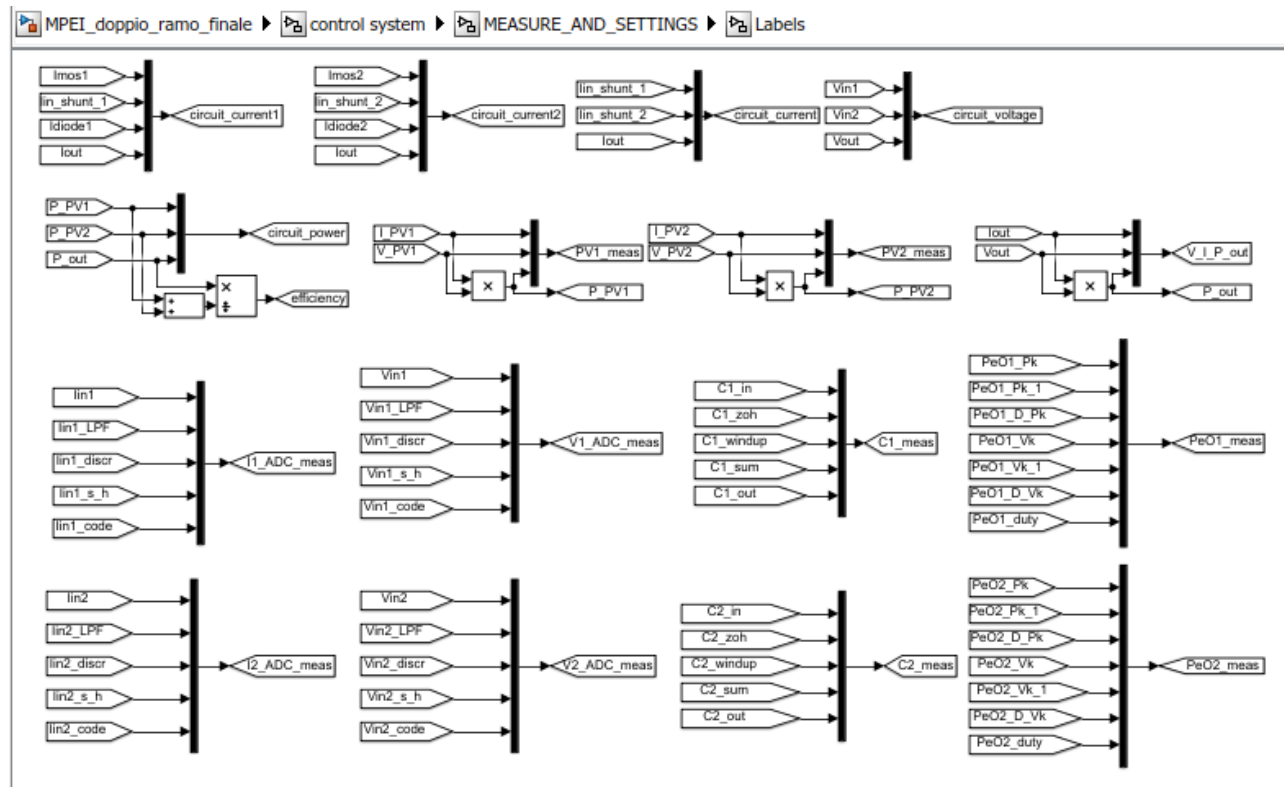 MPEI_doppio_ramo_finale control system MEASURE_AND_SETTINGS Labels
Imos1
Iin_shunt_1
Idiode1
Iout
circuit_current1
Imos2
Iin_shunt_2
Idiode2
Iout
circuit_current2
Iin_shunt_1
Iin_shunt_2
Iout
circuit_current
Vin1
Vin2
Vout
circuit_voltage
P_PV1
P_PV2
P_out
circuit_power
efficiency
I_PV1
V_PV1
PV1_meas
P_PV1
I_PV2
V_PV2
PV2_meas
P_PV2
Iout
Vout
V_I_P_out
P_out
Iin1
Iin1_LPF
Iin1_discr
Iin1_s_h
Iin1_code
I1_ADC_meas
Vin1
Vin1_LPF
Vin1_discr
Vin1_s_h
Vin1_code
V1_ADC_meas
C1_in
C1_zoh
C1_windup
C1_sum
C1_out
C1_meas
PeO1_Pk
PeO1_Pk_1
PeO1_D_Pk
PeO1_Vk
PeO1_Vk_1
PeO1_D_Vk
PeO1_duty
PeO1_meas
Iin2
Iin2_LPF
Iin2_discr
Iin2_s_h
Iin2_code
I2_ADC_meas
Vin2
Vin2_LPF
Vin2_discr
Vin2_s_h
Vin2_code
V2_ADC_meas
C2_in
C2_zoh
C2_windup
C2_sum
C2_out
C2_meas
PeO2_Pk
PeO2_Pk_1
PeO2_D_Pk
PeO2_Vk
PeO2_Vk_1
PeO2_D_Vk
PeO2_duty
PeO2_meas